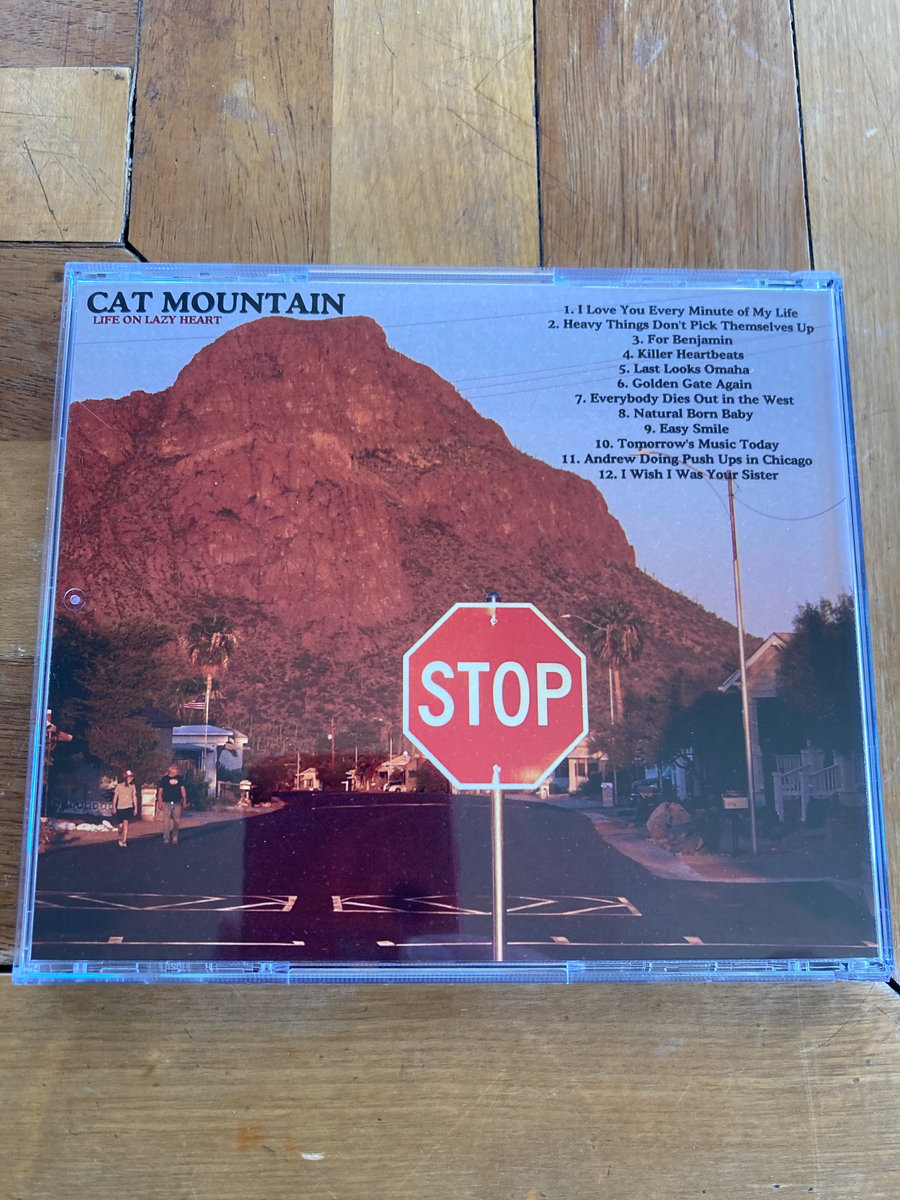 CAT MOUNTAIN
LIFE ON LAZY HEART
1. I Love You Every Minute of My Life
2. Heavy Things Don't Pick Themselves Up
3. For Benjamin
4. Killer Heartbeats
5. Last Looks Omaha
6. Golden Gate Again
7. Everybody Dies Out in the West
8. Natural Born Baby
9. Easy Smile
10. Tomorrow's Music Today
11. Andrew Doing Push Ups in Chicago
12. I Wish I Was Your Sister
STOP